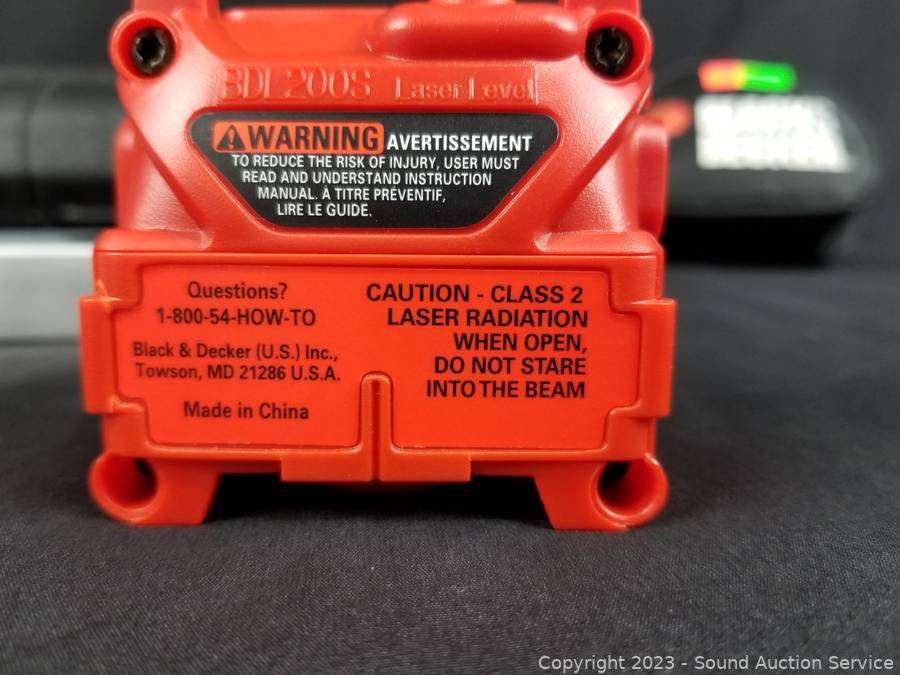 BDL200S Laser Level
WARNING AVERTISSEMENT
TO REDUCE THE RISK OF INJURY, USER MUST
READ AND UNDERSTAND INSTRUCTION
MANUAL. À TITRE PRÉVENTIF,
LIRE LE GUIDE.
Questions?
1-800-54-HOW-TO
Black & Decker (U.S.) Inc.,
Towson, MD 21286 U.S.A.
Made in China
CAUTION - CLASS 2
LASER RADIATION
WHEN OPEN,
DO NOT STARE
INTO THE BEAM
Copyright © 2023 - Sound Auction Service